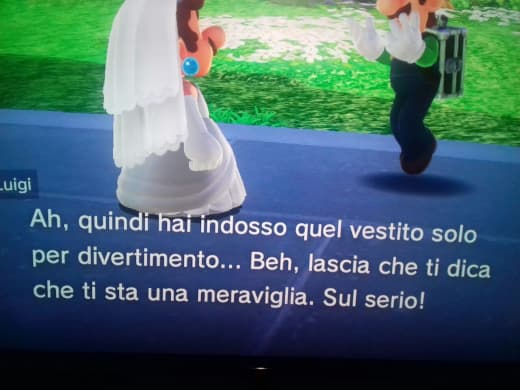 Luigi
Ah, quindi hai indosso quel vestito solo
per divertimento... Beh, lascia che ti dica
che ti sta una meraviglia. Sul serio!